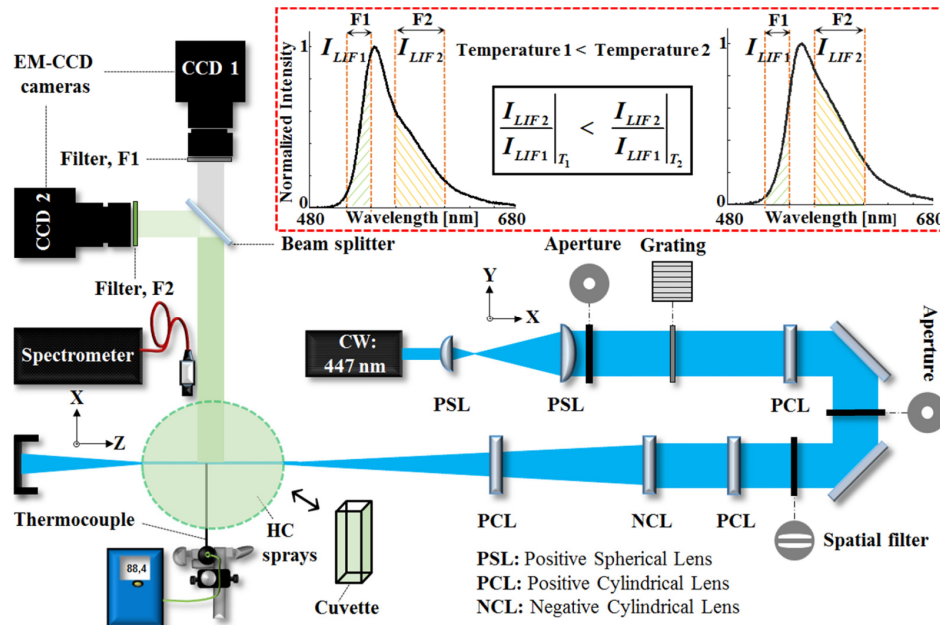 EM-CCD
cameras
CCD 1
Filter, F1
CCD 2
Beam splitter
Filter, F2
Spectrometer
Normalized Intensity
1
0
480
Wavelength [nm]
680
F1
F2
I_LIF1
I_LIF2
Temperature 1 < Temperature 2
I_LIF2 / I_LIF1 |T_1 < I_LIF2 / I_LIF1 |T_2
F1
F2
I_LIF1
I_LIF2
1
0
480
Wavelength [nm]
680
Aperture
Grating
Y
X
CW:
447 nm
PSL
PSL
PCL
Aperture
X
Z
PCL
NCL
PCL
Spatial filter
Thermocouple
HC
sprays
88,4
Cuvette
PSL: Positive Spherical Lens
PCL: Positive Cylindrical Lens
NCL: Negative Cylindrical Lens